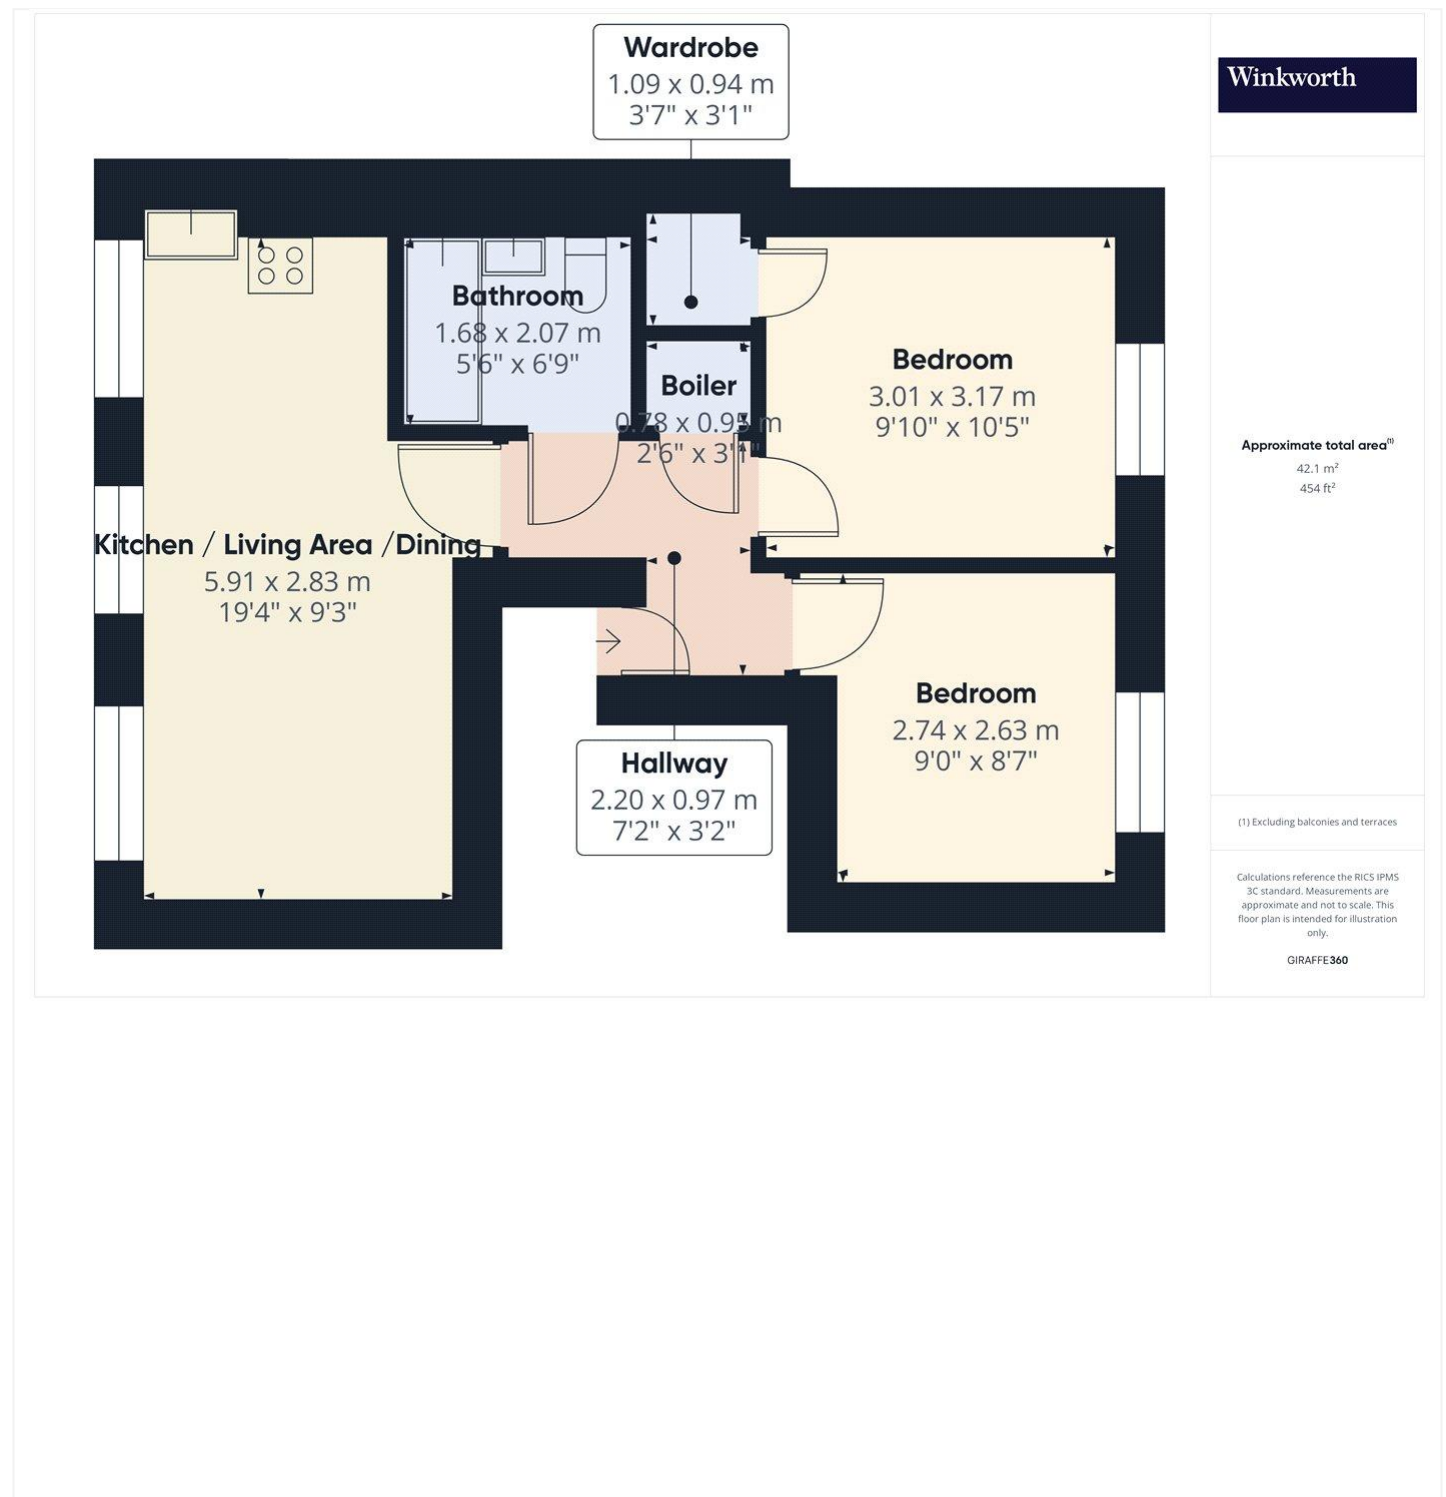 Wardrobe
1.09 x 0.94 m
3'7" x 3'1"
Winkworth
Bathroom
1.68 x 2.07 m
5'6" x 6'9"
Boiler
0.78 x 0.95 m
2'6" x 3'1"
Bedroom
3.01 x 3.17 m
9'10" x 10'5"
Kitchen / Living Area /Dining
5.91 x 2.83 m
19'4" x 9'3"
Bedroom
2.74 x 2.63 m
9'0" x 8'7"
Hallway
2.20 x 0.97 m
7'2" x 3'2"
Approximate total area(1)
42.1 m²
454 ft²
(1) Excluding balconies and terraces
Calculations reference the RICS IPMS
3C standard. Measurements are
approximate and not to scale. This
floor plan is intended for illustration
only.
GIRAFFE360